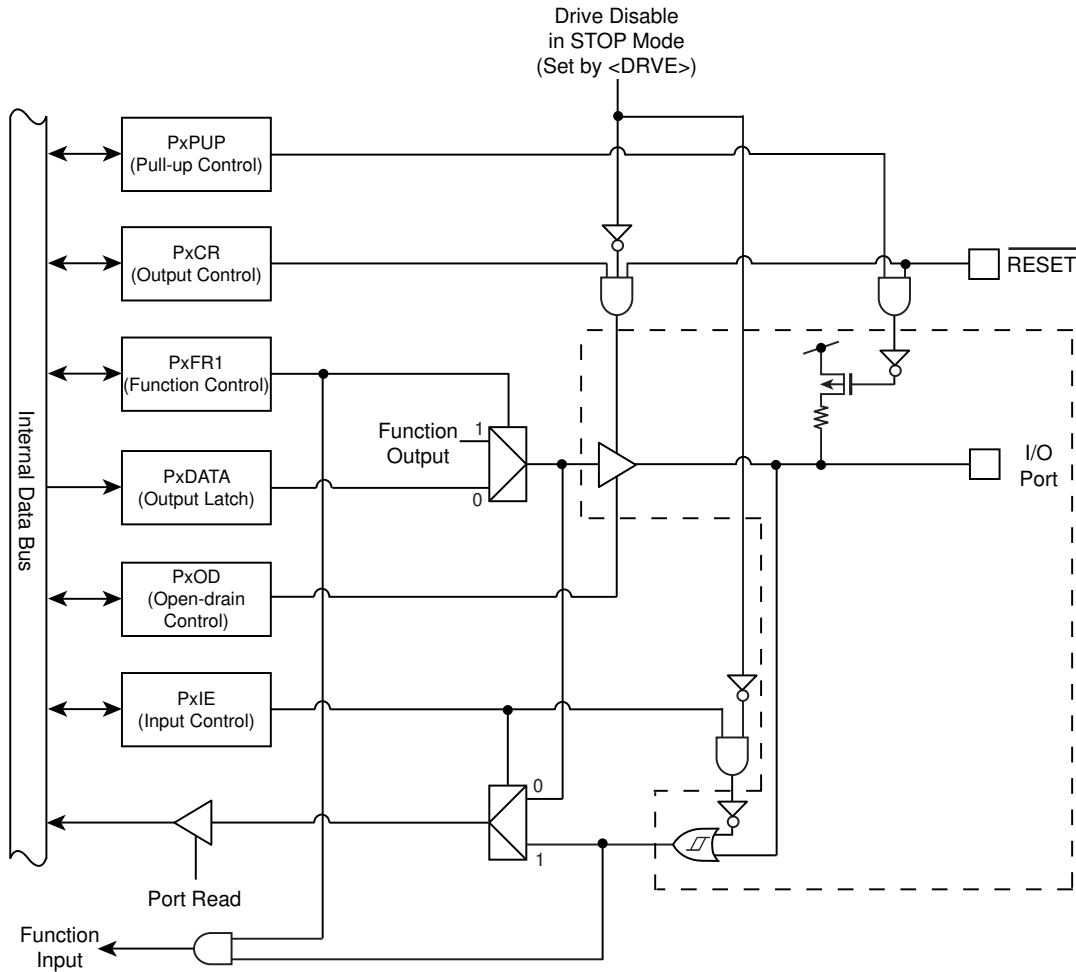 Drive Disable
in STOP Mode
(Set by <DRVE>)
PxPUP
(Pull-up Control)
PxCR
(Output Control)
RESET
PxFR1
(Function Control)
Internal Data Bus
Function
Output
1
0
I/O
Port
PxDATA
(Output Latch)
PxOD
(Open-drain
Control)
PxIE
(Input Control)
0
1
Port Read
Function
Input